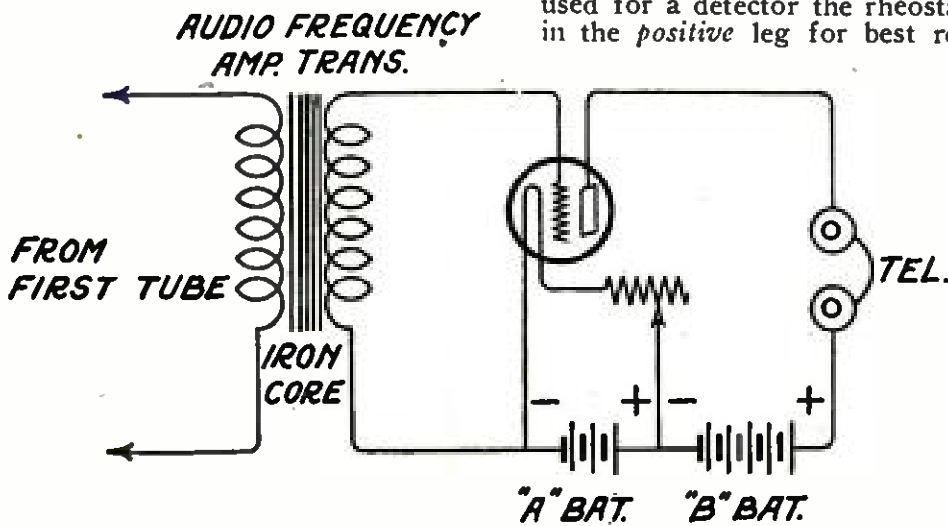 used for a detector the
in the positive leg for best
AUDIO FREQUENCY
AMP. TRANS.
FROM
FIRST TUBE
IRON
CORE
TEL.
- + - +
"A" BAT. "B" BAT.